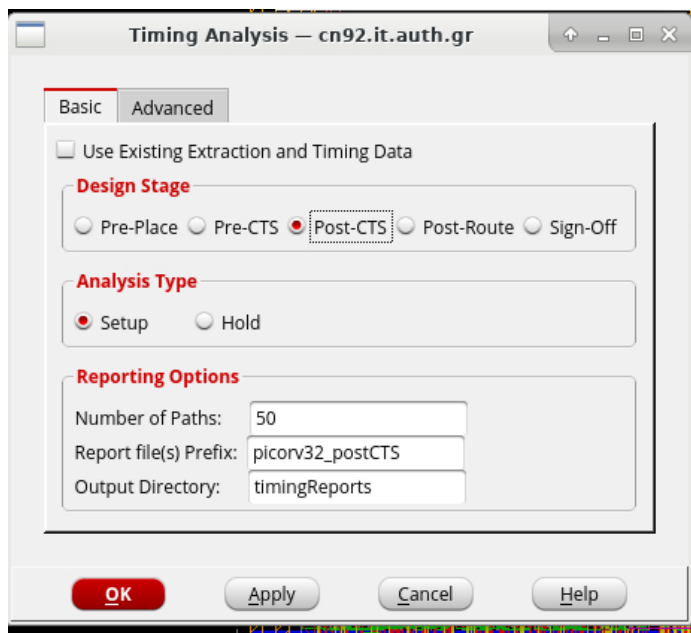 Timing Analysis — cn92.it.auth.gr
Basic Advanced
Use Existing Extraction and Timing Data
Design Stage
Pre-Place Pre-CTS Post-CTS Post-Route Sign-Off
Analysis Type
Setup Hold
Reporting Options
Number of Paths: 50
Report file(s) Prefix: picorv32_postCTS
Output Directory: timingReports
OK Apply Cancel Help